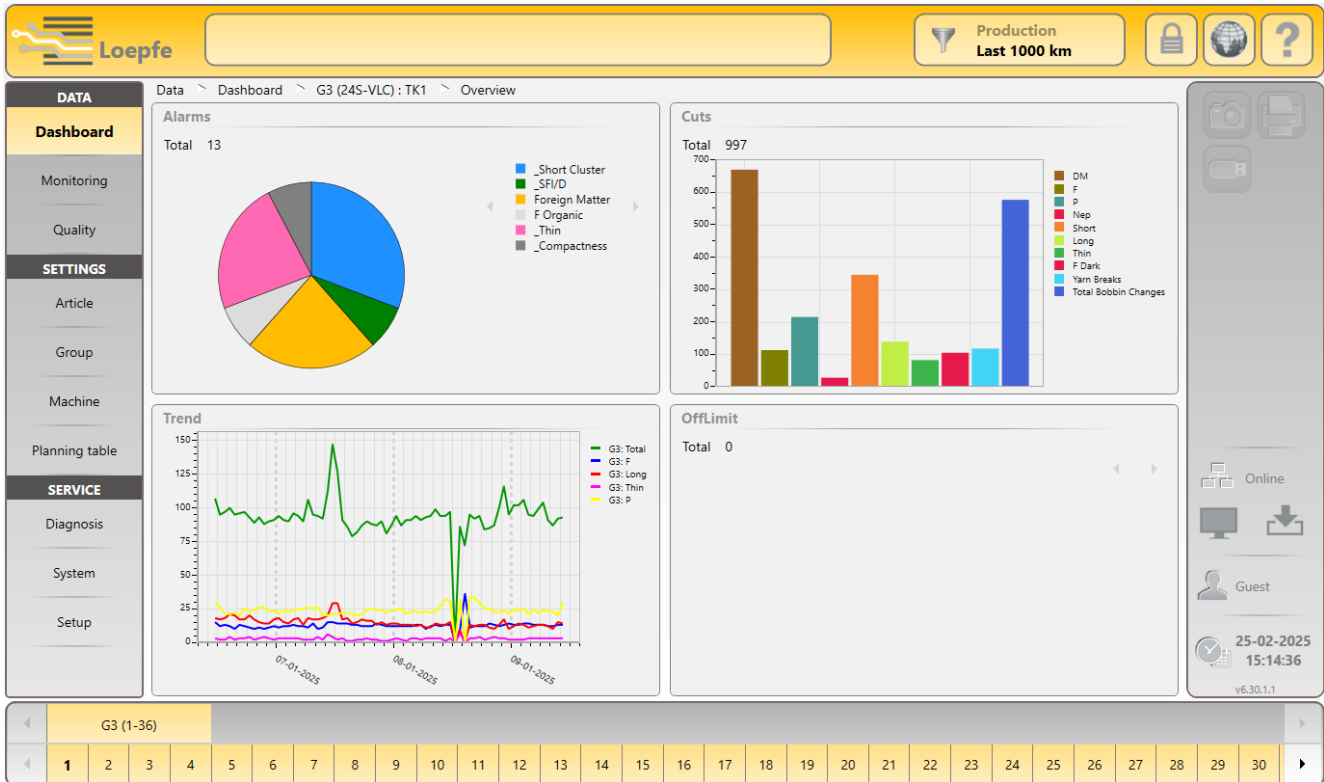 Loepfe
Production
Last 1000 km
?
DATA
Dashboard
Monitoring
Quality
SETTINGS
Article
Group
Machine
Planning table
SERVICE
Diagnosis
System
Setup
Data > Dashboard > G3 (24S-VLC) : TK1 > Overview
Alarms
Total 13
_Short Cluster
_SFI/D
Foreign Matter
F Organic
_Thin
_Compactness
Cuts
Total 997
700
600
500
400
300
200
100
0
DM
F
P
Nep
Short
Long
Thin
F Dark
Yarn Breaks
Total Bobbin Changes
Trend
150
125
100
75
50
25
0
07-01-2025
08-01-2025
09-01-2025
G3: Total
G3: F
G3: Long
G3: Thin
G3: P
OffLimit
Total 0
Online
Guest
25-02-2025
15:14:36
v6.30.1.1
G3 (1-36)
1 2 3 4 5 6 7 8 9 10 11 12 13 14 15 16 17 18 19 20 21 22 23 24 25 26 27 28 29 30